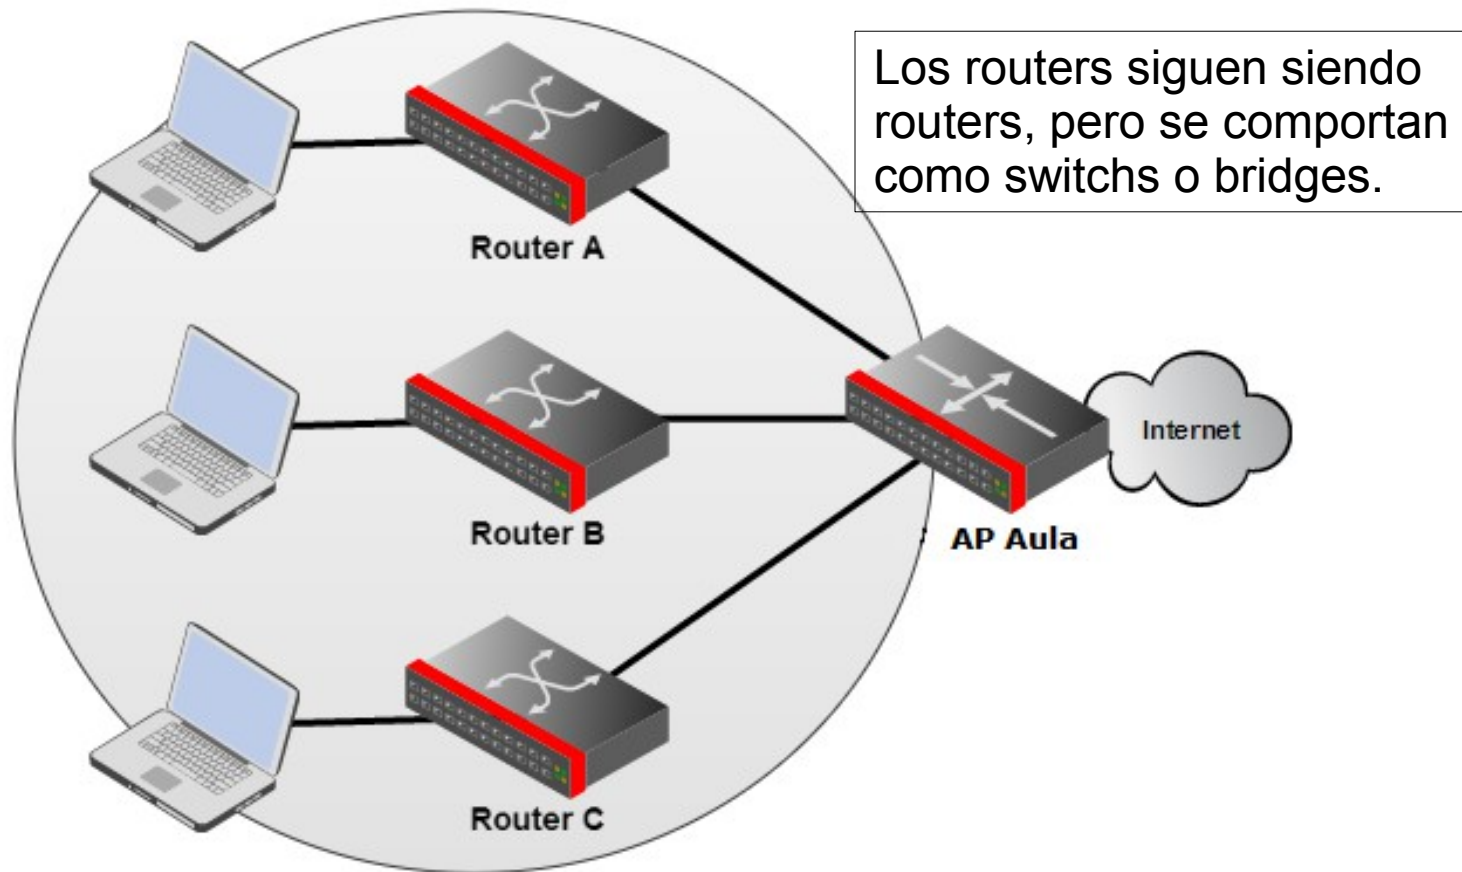 Los routers siguen siendo
routers, pero se comportan
como switchs o bridges.
Router A
Internet
Router B
AP Aula
Router C